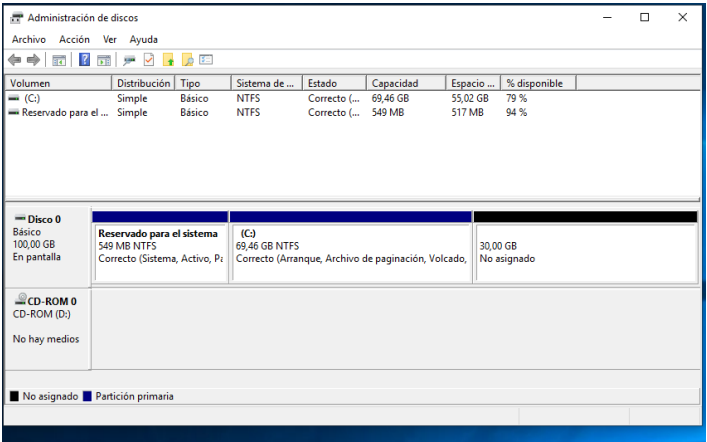 Administración de discos
Archivo Acción Ver Ayuda
Volumen Distribución Tipo Sistema de ... Estado Capacidad Espacio ... % disponible
(C:) Simple Básico NTFS Correcto (... 69,46 GB 55,02 GB 79 %
Reservado para el ... Simple Básico NTFS Correcto (... 549 MB 517 MB 94 %
Disco 0
Básico
100,00 GB
En pantalla
Reservado para el sistema
549 MB NTFS
Correcto (Sistema, Activo, Pa
(C:)
69,46 GB NTFS
Correcto (Arranque, Archivo de paginación, Volcado,
30,00 GB
No asignado
CD-ROM 0
CD-ROM (D:)
No hay medios
No asignado Partición primaria